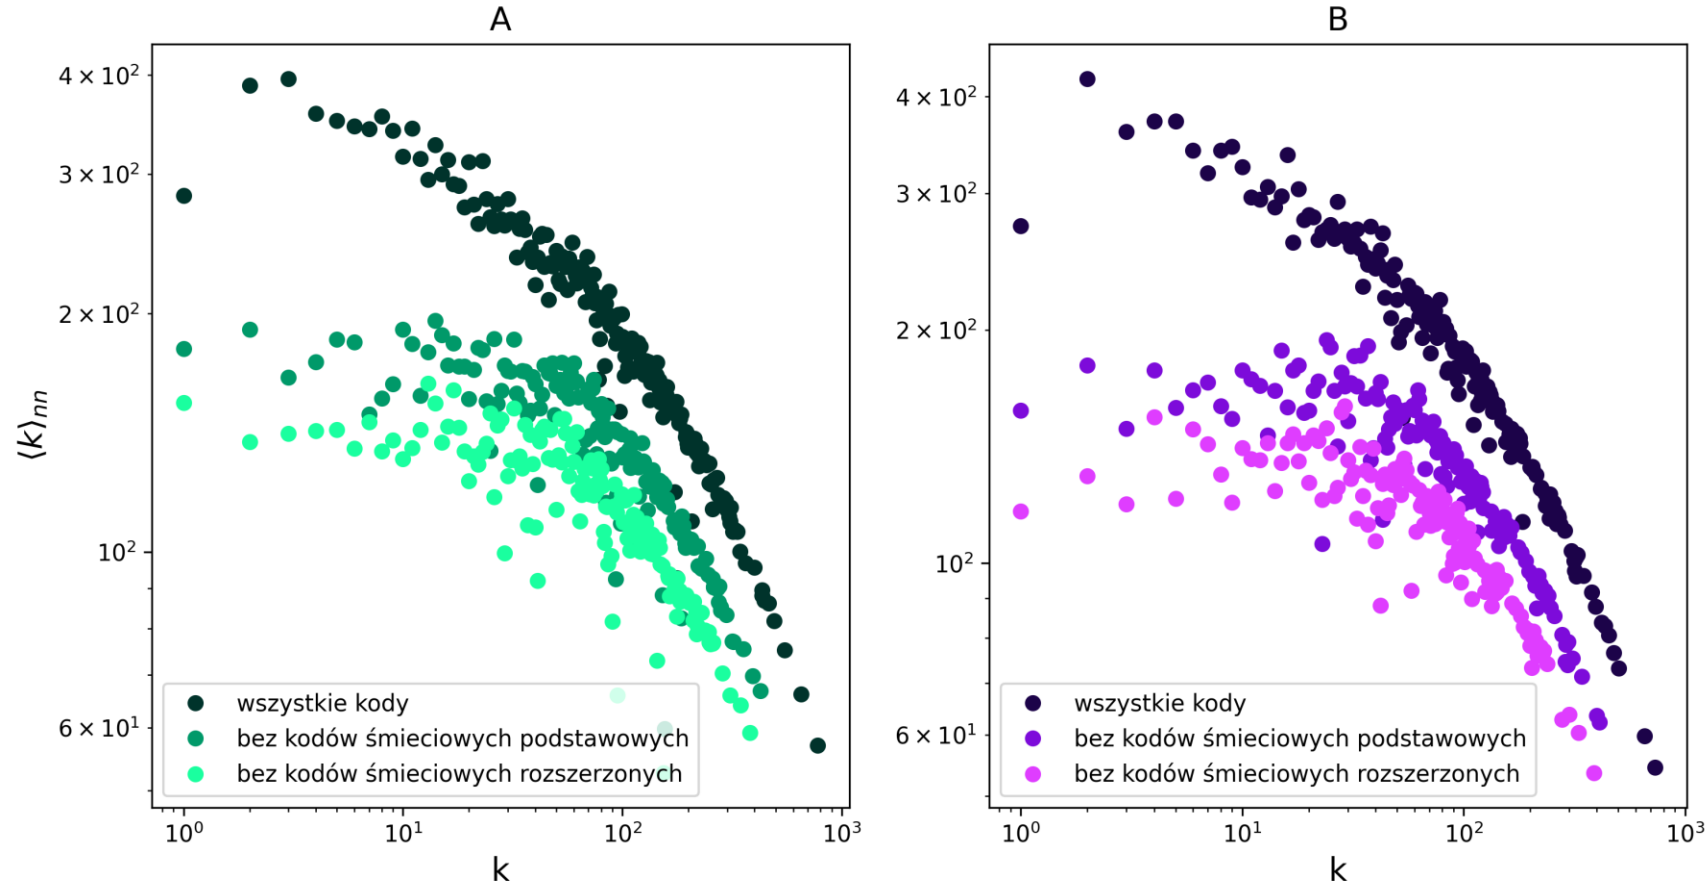 A
⟨k⟩nn
4 × 10²
3 × 10²
2 × 10²
10²
6 × 10¹
wszystkie kody
bez kodów śmieciowych podstawowych
bez kodów śmieciowych rozszerzonych
10⁰ 10¹ 10² 10³
k
B
4 × 10²
3 × 10²
2 × 10²
10²
6 × 10¹
wszystkie kody
bez kodów śmieciowych podstawowych
bez kodów śmieciowych rozszerzonych
10⁰ 10¹ 10² 10³
k